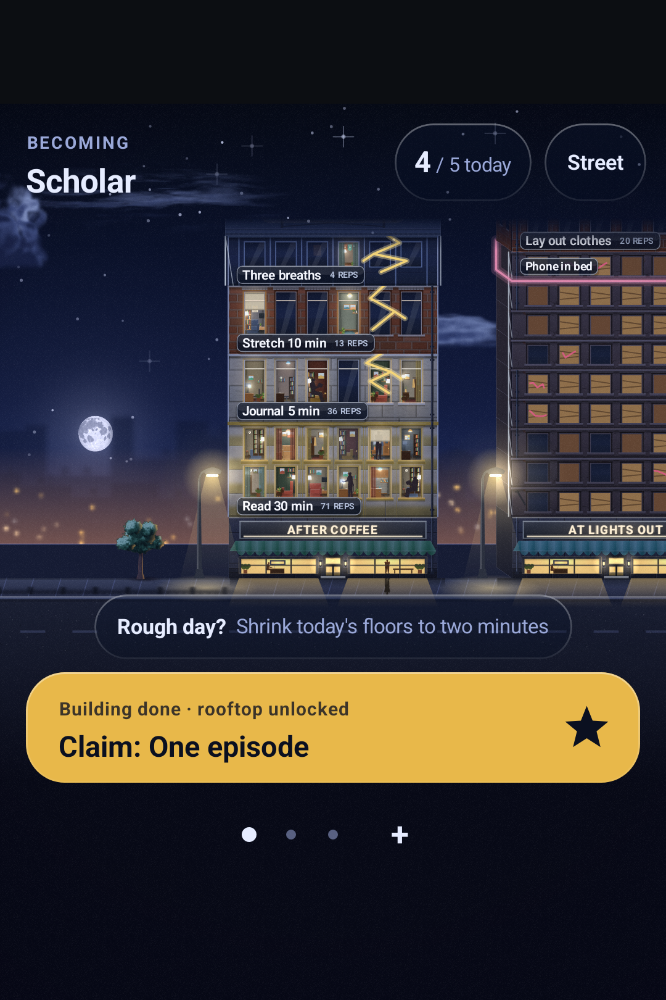 BECOMING
Scholar
4 / 5 today
Street
Lay out clothes 20 REPS
Phone in bed
Three breaths 4 REPS
Stretch 10 min 13 REPS
Journal 5 min 36 REPS
Read 30 min 71 REPS
AFTER COFFEE
AT LIGHTS OUT
Rough day? Shrink today's floors to two minutes
Building done · rooftop unlocked
Claim: One episode
+